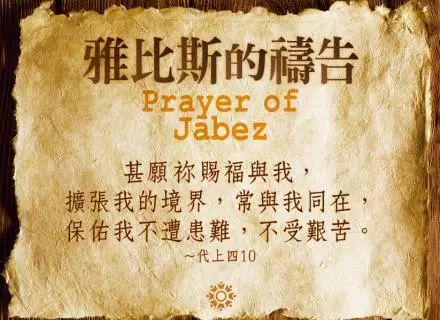 雅比斯的禱告
Prayer of
Jabez
甚願祢賜福與我，
擴張我的境界，常與我同在，
保佑我不遭患難，不受艱苦。
~代上四10